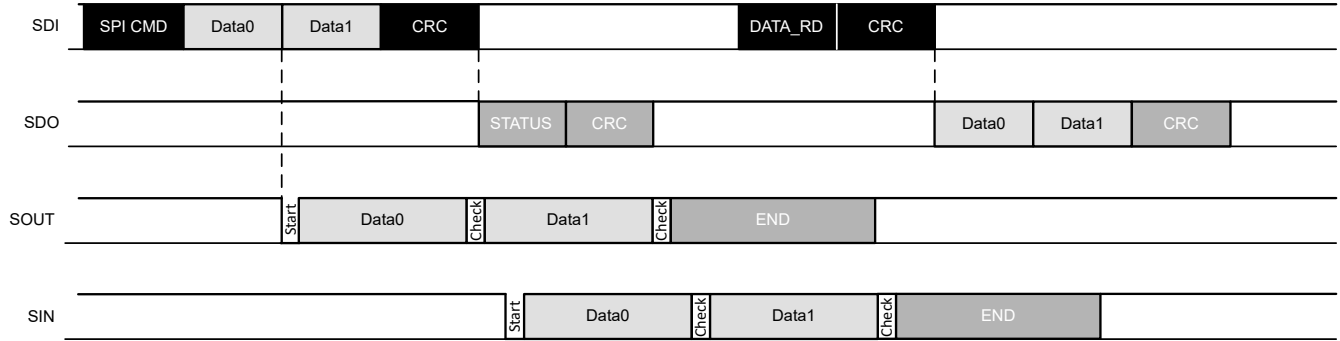 SDI SPI CMD Data0 Data1 CRC DATA_RD CRC
SDO STATUS CRC Data0 Data1 CRC
SOUT Start Data0 Check Data1 Check END
SIN Start Data0 Check Data1 Check END